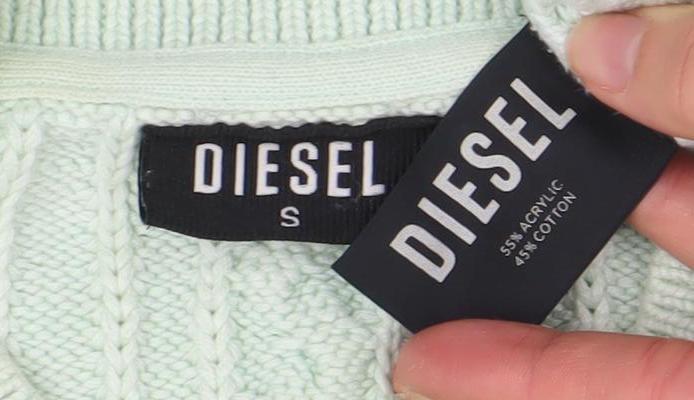 DIESEL
S
DIESEL
55% ACRYLIC
45% COTTON